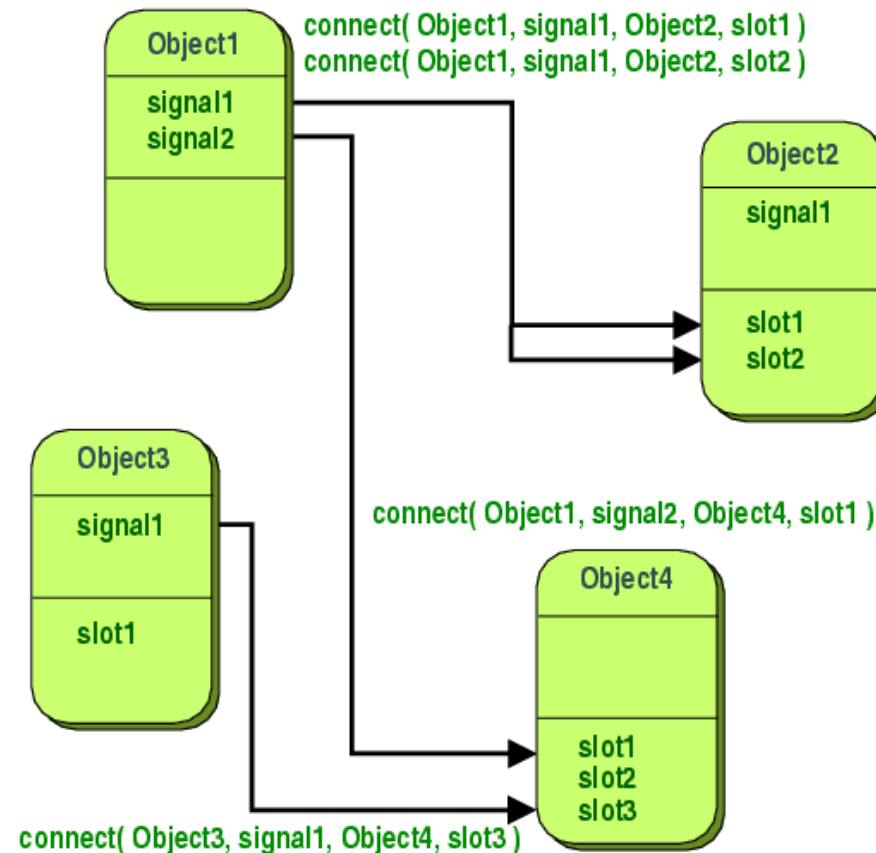 connect( Object1, signal1, Object2, slot1 )
connect( Object1, signal1, Object2, slot2 )
Object1
signal1
signal2
Object2
signal1
slot1
slot2
Object3
signal1
slot1
connect( Object1, signal2, Object4, slot1 )
Object4
slot1
slot2
slot3
connect( Object3, signal1, Object4, slot3 )